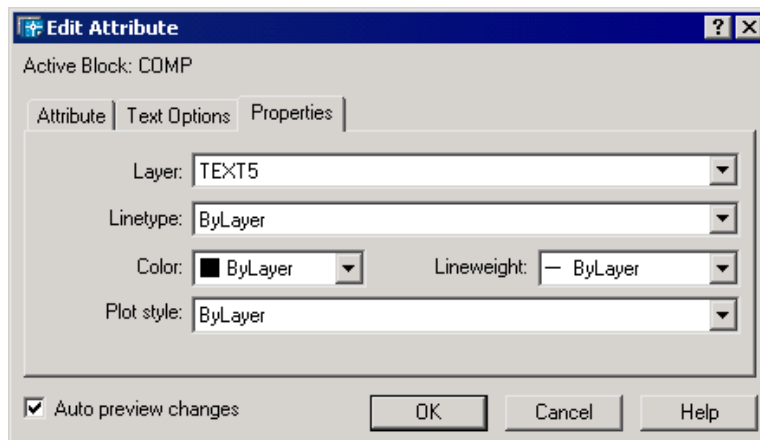 Edit Attribute
Active Block: COMP
Attribute Text Options Properties
Layer: TEXT5
Linetype: ByLayer
Color: ByLayer Lineweight: ByLayer
Plot style: ByLayer
Auto preview changes OK Cancel Help